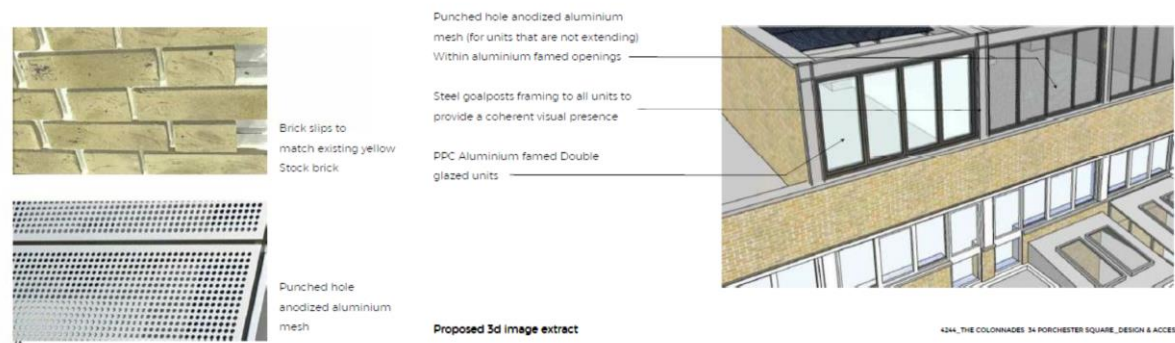 Brick slips to
match existing yellow
Stock brick
Punched hole
anodized aluminium
mesh
Punched hole anodized aluminium
mesh (for units that are not extending)
Within aluminium famed openings
Steel goalposts framing to all units to
provide a coherent visual presence
PPC Aluminium famed Double
glazed units
Proposed 3d image extract
4244_THE COLONNADES 34 PORCHESTER SQUARE_DESIGN & ACCES